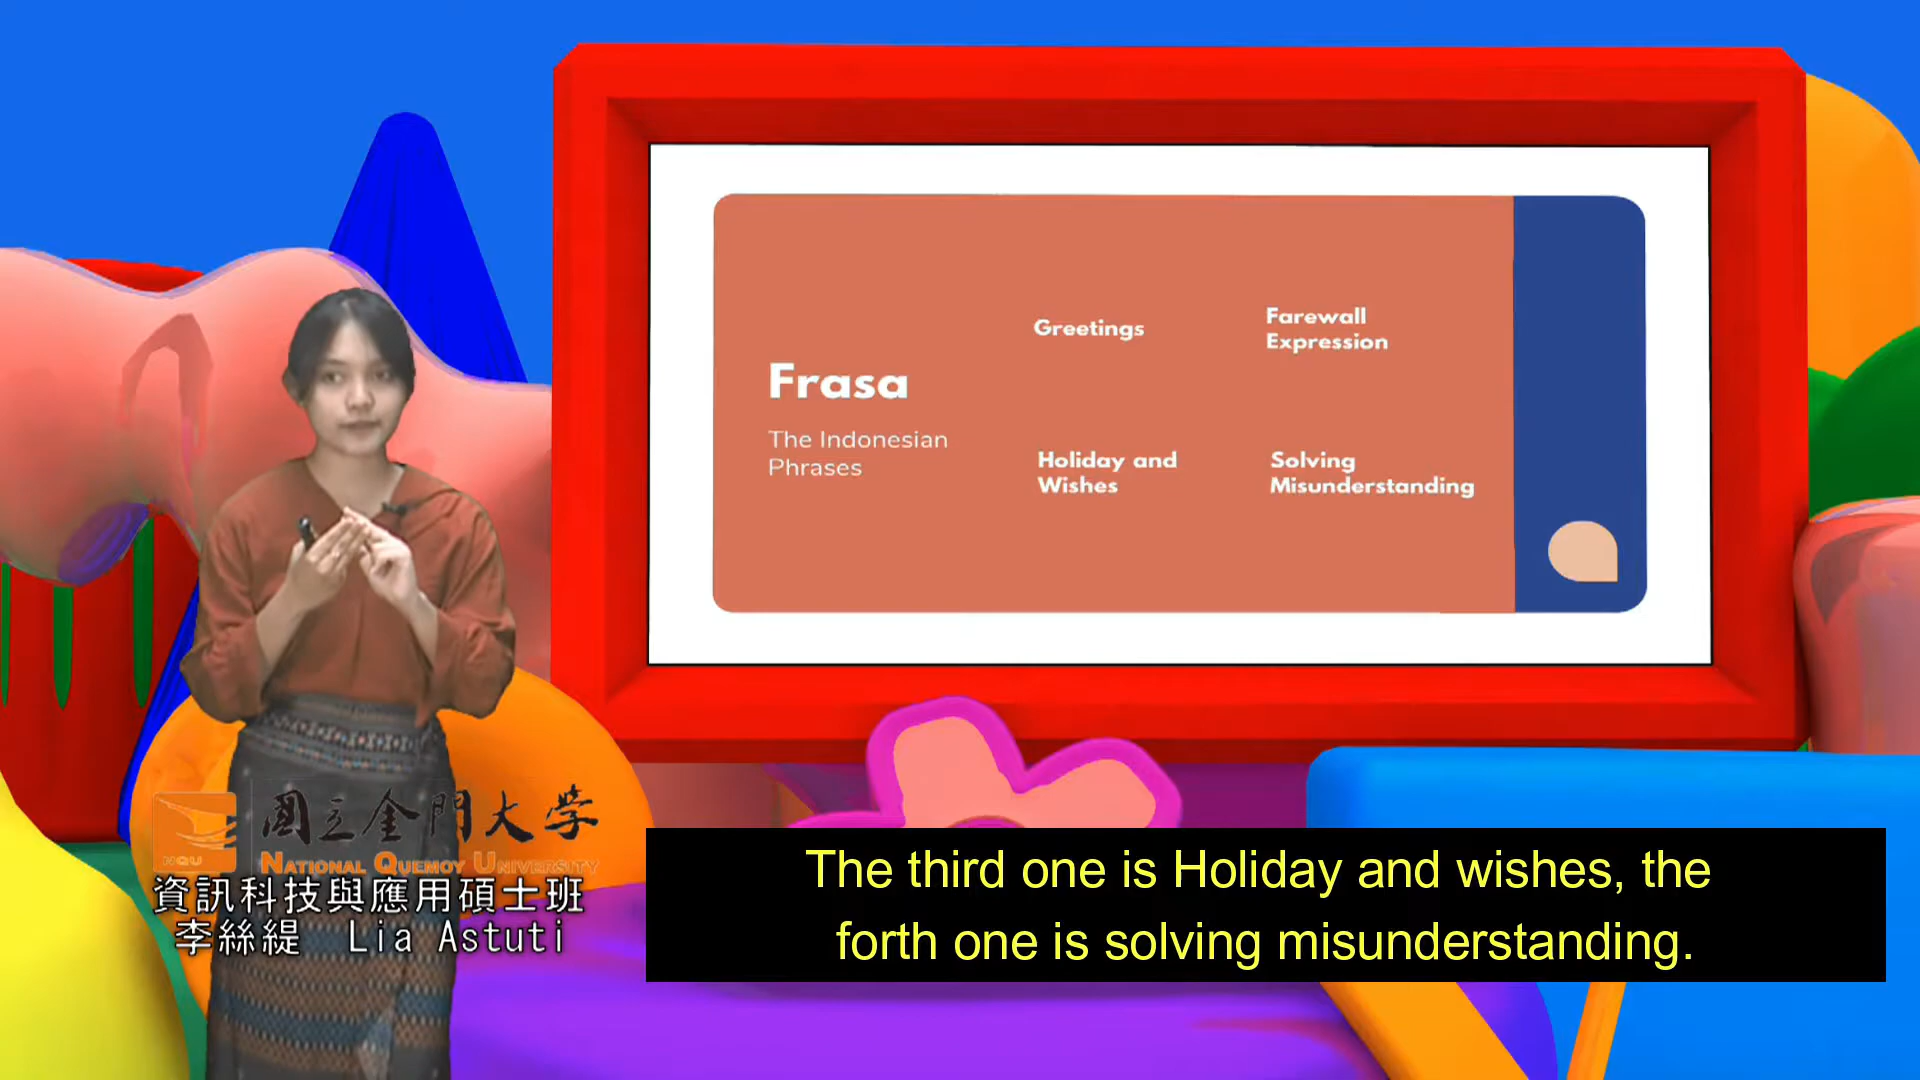 Greetings
Farewall
Expression
Frasa
The Indonesian
Phrases
Holiday and
Wishes
Solving
Misunderstanding
NQU
國立金門大學
NATIONAL QUEMOY UNIVERSITY
資訊科技與應用碩士班
李絲緹 Lia Astuti
The third one is Holiday and wishes, the
forth one is solving misunderstanding.